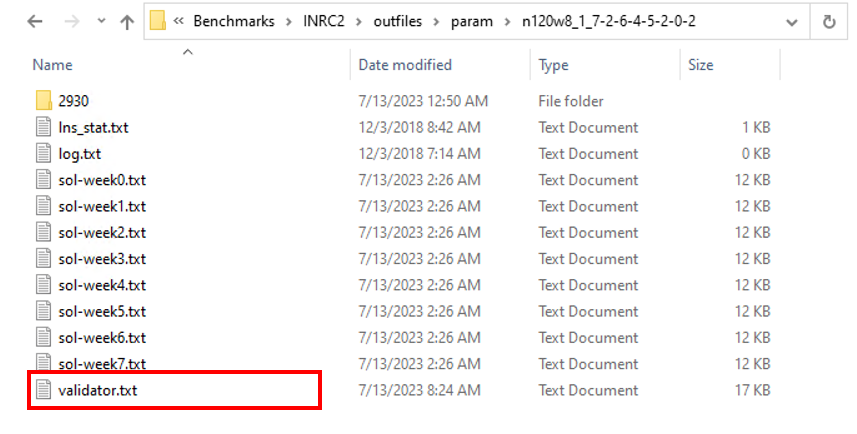 « Benchmarks > INRC2 > outfiles > param > n120w8_1_7-2-6-4-5-2-0-2
Name Date modified Type Size
2930 7/13/2023 12:50 AM File folder
lns_stat.txt 12/3/2018 8:42 AM Text Document 1 KB
log.txt 12/3/2018 7:14 AM Text Document 0 KB
sol-week0.txt 7/13/2023 2:26 AM Text Document 12 KB
sol-week1.txt 7/13/2023 2:26 AM Text Document 12 KB
sol-week2.txt 7/13/2023 2:26 AM Text Document 12 KB
sol-week3.txt 7/13/2023 2:26 AM Text Document 12 KB
sol-week4.txt 7/13/2023 2:26 AM Text Document 12 KB
sol-week5.txt 7/13/2023 2:26 AM Text Document 12 KB
sol-week6.txt 7/13/2023 2:26 AM Text Document 12 KB
sol-week7.txt 7/13/2023 2:26 AM Text Document 12 KB
validator.txt 7/13/2023 8:24 AM Text Document 17 KB